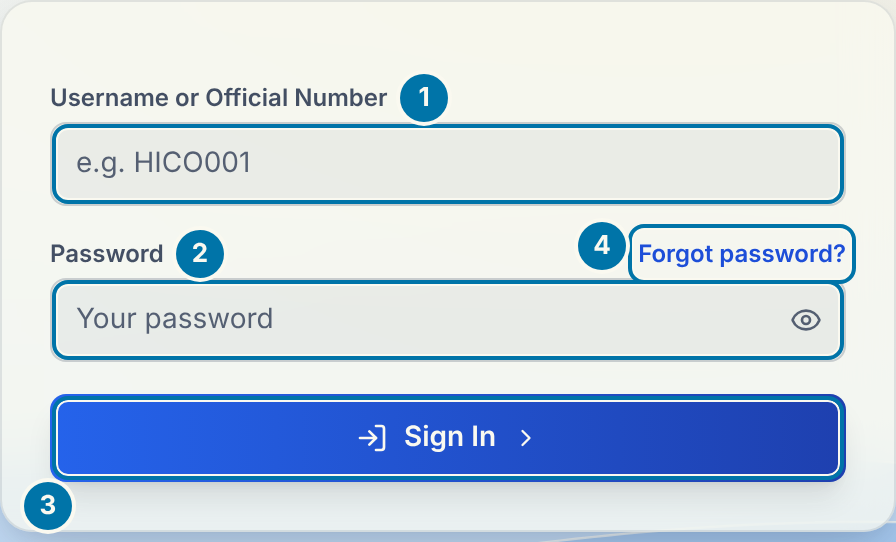 Username or Official Number 1
e.g. HICO001
Password 2 4 Forgot password?
Your password
Sign In
3